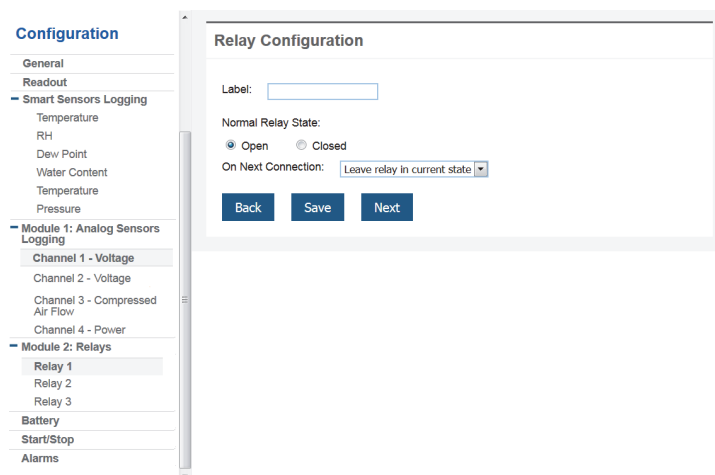 Configuration
General
Readout
Smart Sensors Logging
Temperature
RH
Dew Point
Water Content
Temperature
Pressure
Module 1: Analog Sensors
Logging
Channel 1 - Voltage
Channel 2 - Voltage
Channel 3 - Compressed
Air Flow
Channel 4 - Power
Module 2: Relays
Relay 1
Relay 2
Relay 3
Battery
Start/Stop
Alarms
Relay Configuration
Label:
Normal Relay State:
Open Closed
On Next Connection: Leave relay in current state
Back Save Next